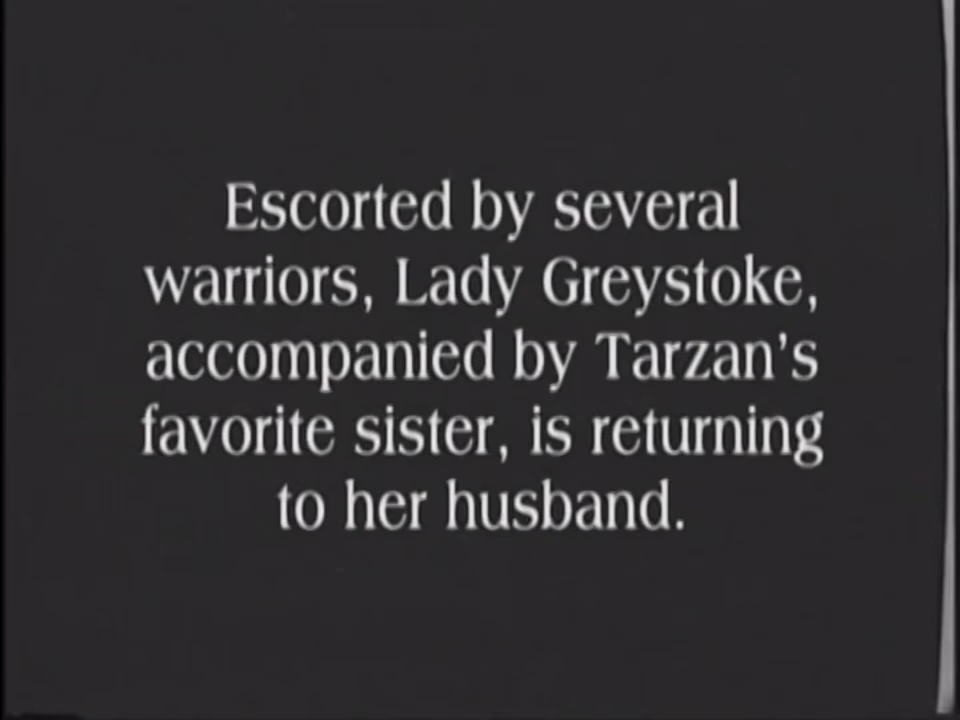 Escorted by several
warriors, Lady Greystoke,
accompanied by Tarzan's
favorite sister, is returning
to her husband.